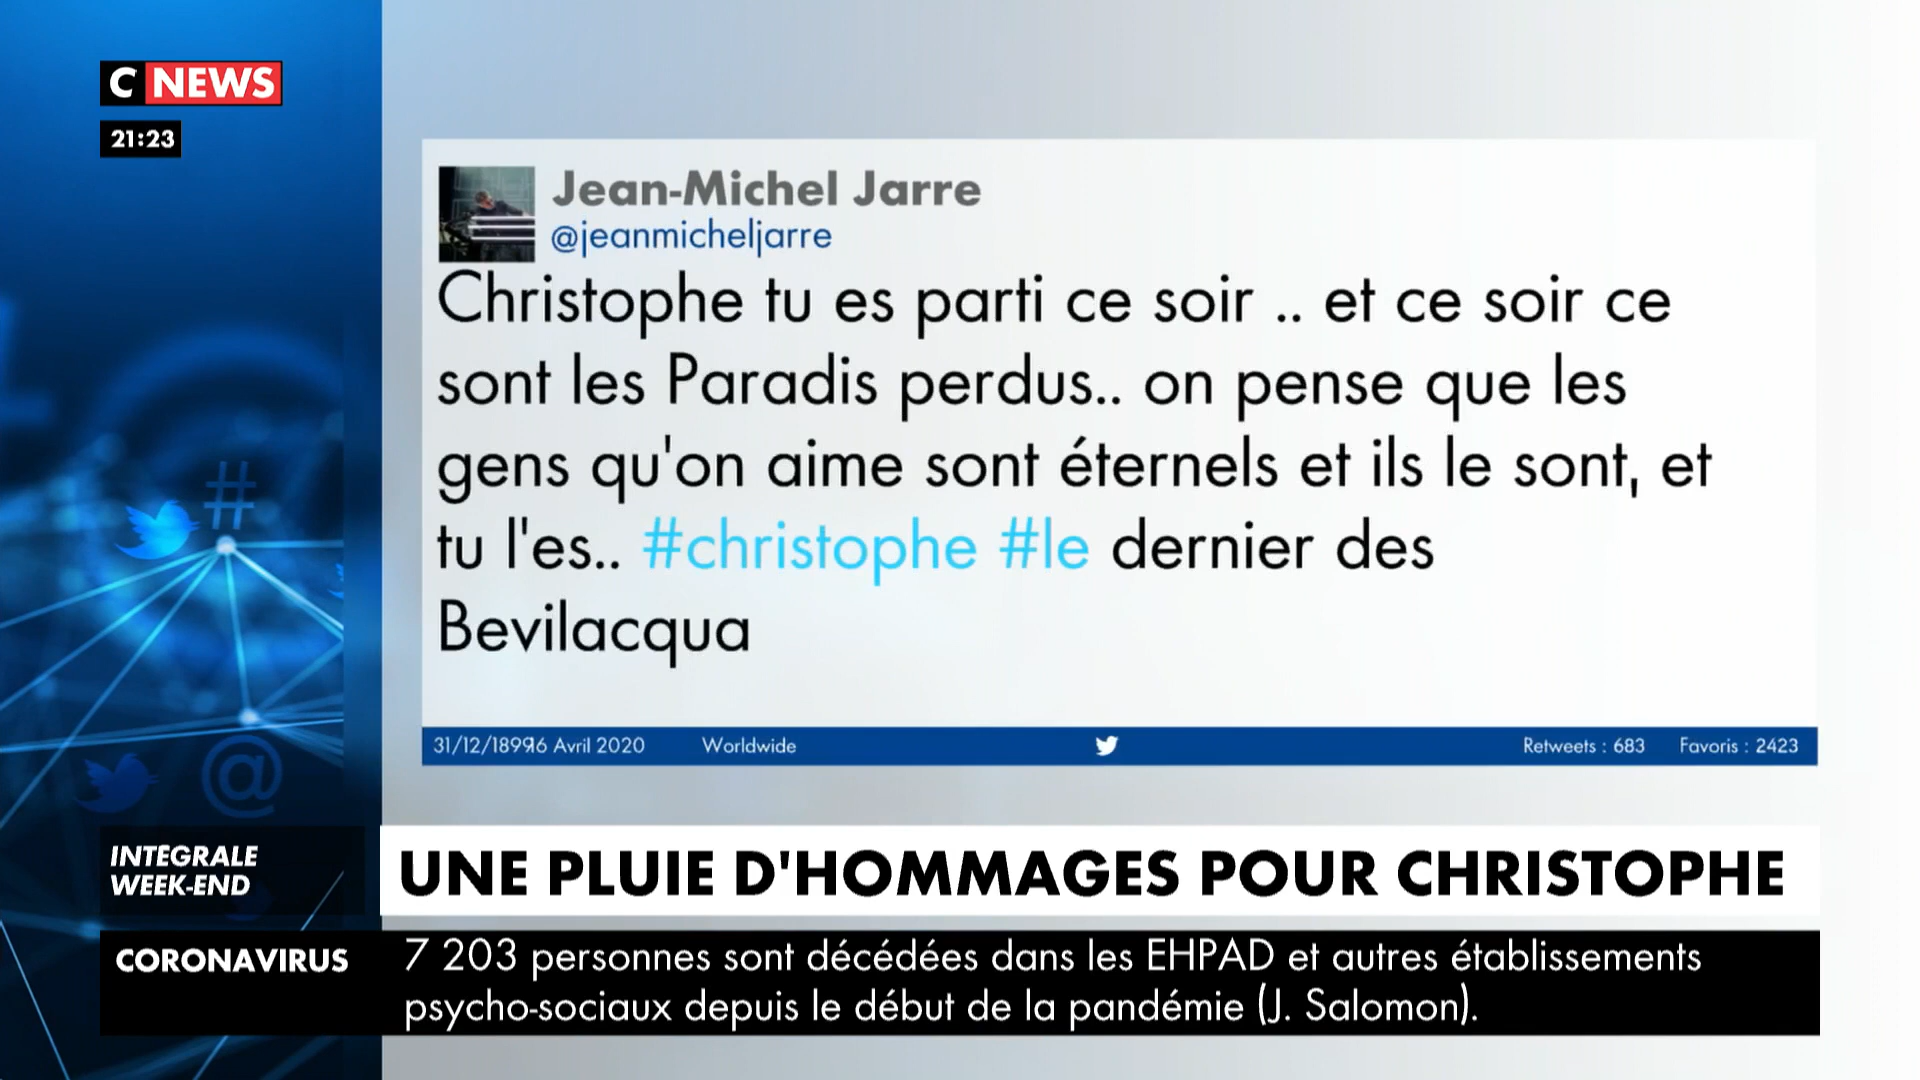 C NEWS
21:23
Jean-Michel Jarre
@jeanmicheljarre
Christophe tu es parti ce soir .. et ce soir ce
sont les Paradis perdus.. on pense que les
gens qu'on aime sont éternels et ils le sont, et
tu l'es.. #christophe #le dernier des
Bevilacqua
31/12/1899 16 Avril 2020 Worldwide Retweets : 683 Favoris : 2423
#
@
INTEGRALE
WEEK-END
UNE PLUIE D'HOMMAGES POUR CHRISTOPHE
CORONAVIRUS
7 203 personnes sont décédées dans les EHPAD et autres établissements
psycho-sociaux depuis le début de la pandémie (J. Salomon).